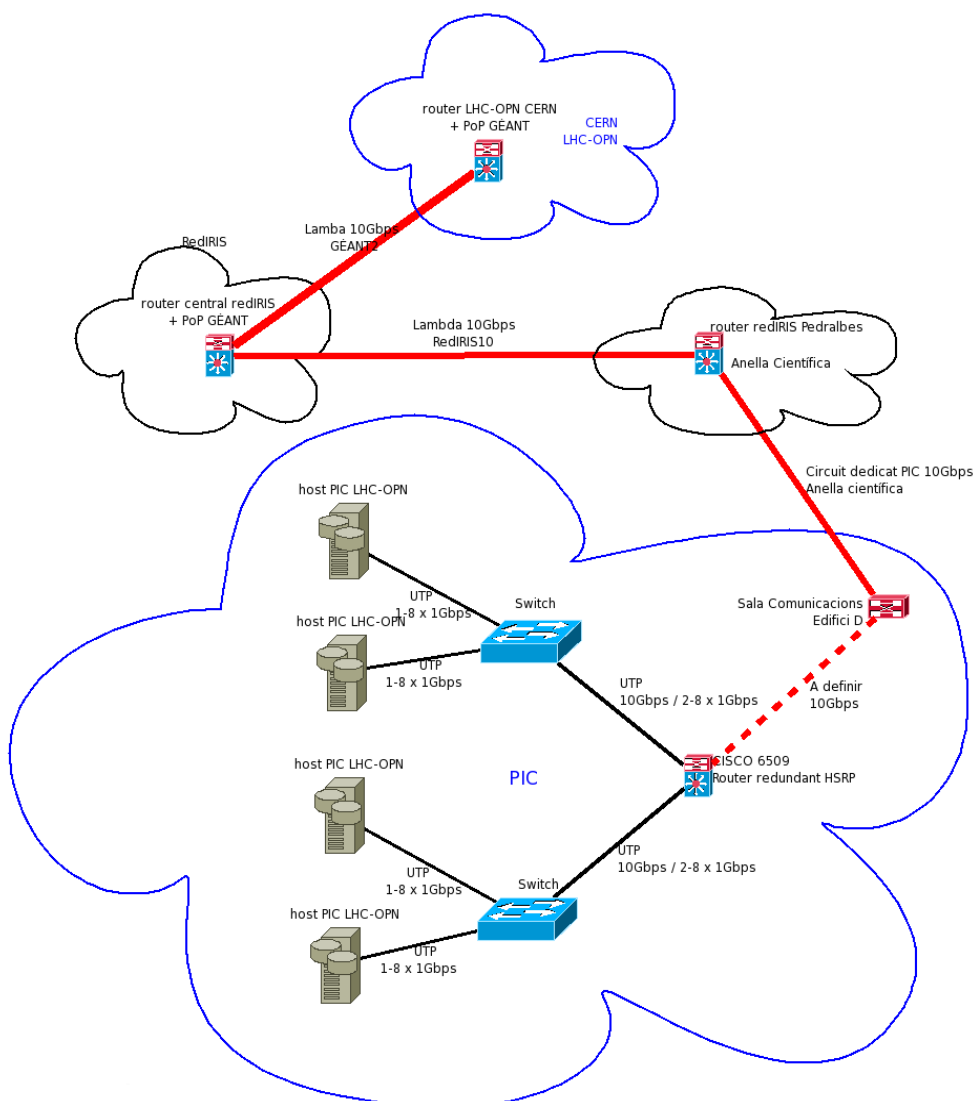 router LHC-OPN CERN
+ PoP GÉANT
CERN
LHC-OPN
Lamba 10Gbps
GÉANT2
RedIRIS
router central redIRIS
+ PoP GÉANT
Lambda 10Gbps
RedIRIS10
router redIRIS Pedralbes
Anella Científica
Circuit dedicat PIC 10Gbps
Anella científica
host PIC LHC-OPN
UTP
1-8 x 1Gbps
Switch
Sala Comunicacions
Edifici D
host PIC LHC-OPN
UTP
1-8 x 1Gbps
UTP
10Gbps / 2-8 x 1Gbps
A definir
10Gbps
host PIC LHC-OPN
PIC
CISCO 6509
Router redundant HSRP
UTP
1-8 x 1Gbps
UTP
10Gbps / 2-8 x 1Gbps
Switch
host PIC LHC-OPN
UTP
1-8 x 1Gbps